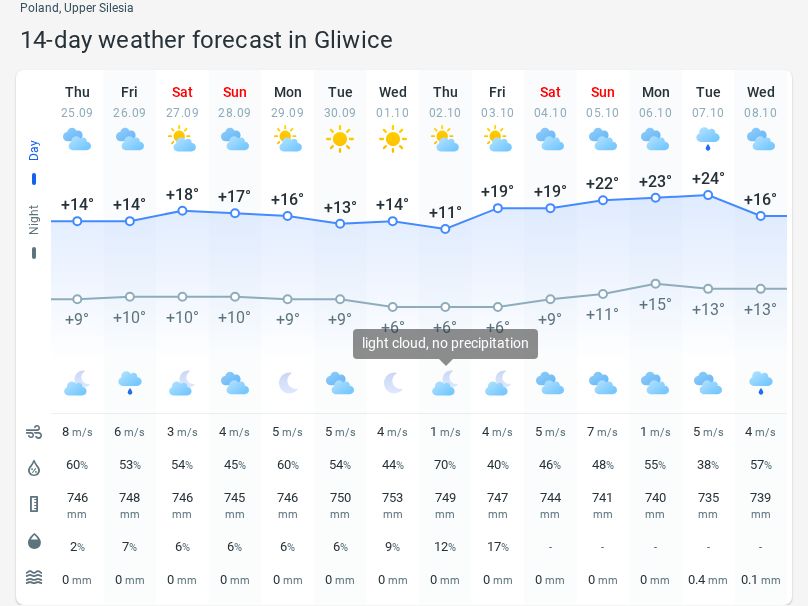 Poland, Upper Silesia
14-day weather forecast in Gliwice
Thu Fri Sat Sun Mon Tue Wed Thu Fri Sat Sun Mon Tue Wed
25.09 26.09 27.09 28.09 29.09 30.09 01.10 02.10 03.10 04.10 05.10 06.10 07.10 08.10
Day
+14° +14° +18° +17° +16° +13° +14° +11° +19° +19° +22° +23° +24° +16°
Night
+9° +10° +10° +10° +9° +9° +6° +6° +6° +9° +11° +15° +13° +13°
light cloud, no precipitation
8 m/s 6 m/s 3 m/s 4 m/s 5 m/s 5 m/s 4 m/s 1 m/s 4 m/s 5 m/s 7 m/s 1 m/s 5 m/s 4 m/s
60% 53% 54% 45% 60% 54% 44% 70% 40% 46% 48% 55% 38% 57%
746 748 746 745 746 750 753 749 747 744 741 740 735 739
mm mm mm mm mm mm mm mm mm mm mm mm mm mm
2% 7% 6% 6% 6% 6% 9% 12% 17% - - - - -
0 mm 0 mm 0 mm 0 mm 0 mm 0 mm 0 mm 0 mm 0 mm 0 mm 0 mm 0 mm 0.4 mm 0.1 mm